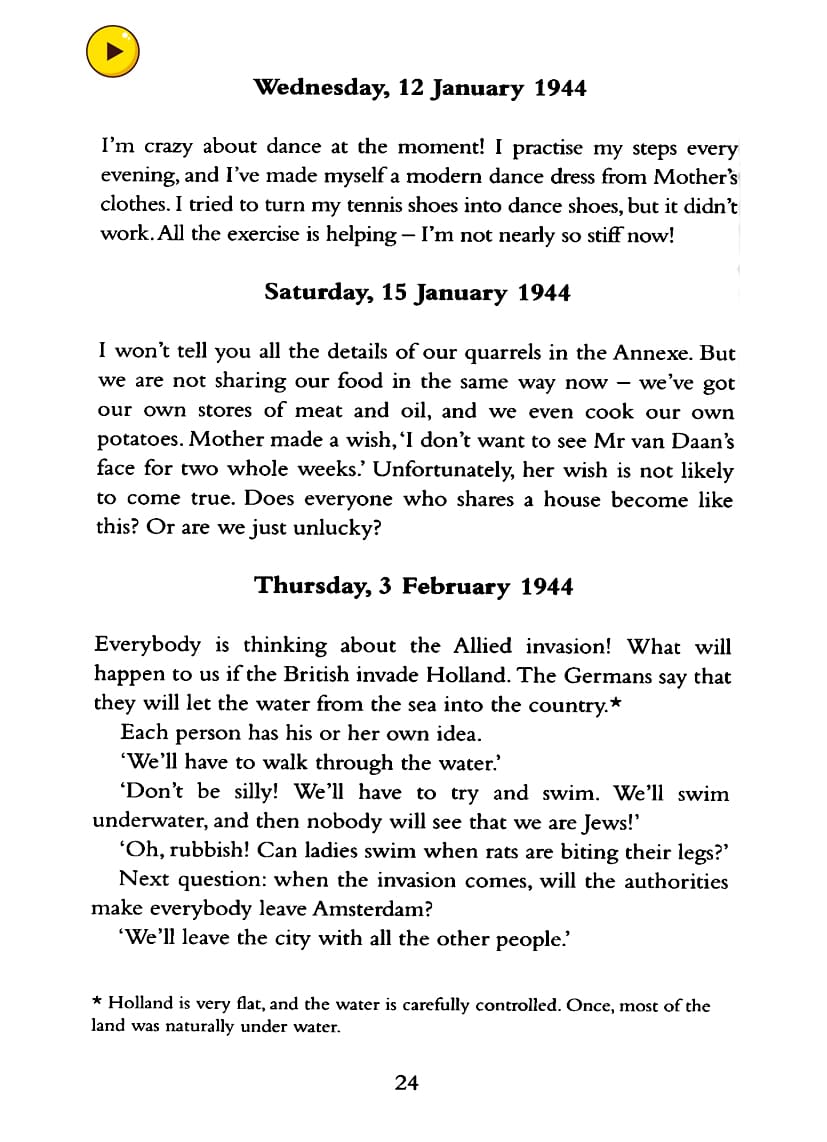 Wednesday, 12 January 1944
I'm crazy about dance at the moment! I practise my steps every
evening, and I've made myself a modern dance dress from Mother's
clothes. I tried to turn my tennis shoes into dance shoes, but it didn't
work. All the exercise is helping – I'm not nearly so stiff now!
Saturday, 15 January 1944
I won't tell you all the details of our quarrels in the Annexe. But
we are not sharing our food in the same way now – we've got
our own stores of meat and oil, and we even cook our own
potatoes. Mother made a wish, 'I don't want to see Mr van Daan's
face for two whole weeks.' Unfortunately, her wish is not likely
to come true. Does everyone who shares a house become like
this? Or are we just unlucky?
Thursday, 3 February 1944
Everybody is thinking about the Allied invasion! What will
happen to us if the British invade Holland. The Germans say that
they will let the water from the sea into the country.*
Each person has his or her own idea.
'We'll have to walk through the water.'
'Don't be silly! We'll have to try and swim. We'll swim
underwater, and then nobody will see that we are Jews!'
'Oh, rubbish! Can ladies swim when rats are biting their legs?'
Next question: when the invasion comes, will the authorities
make everybody leave Amsterdam?
'We'll leave the city with all the other people.'
* Holland is very flat, and the water is carefully controlled. Once, most of the
land was naturally under water.
24